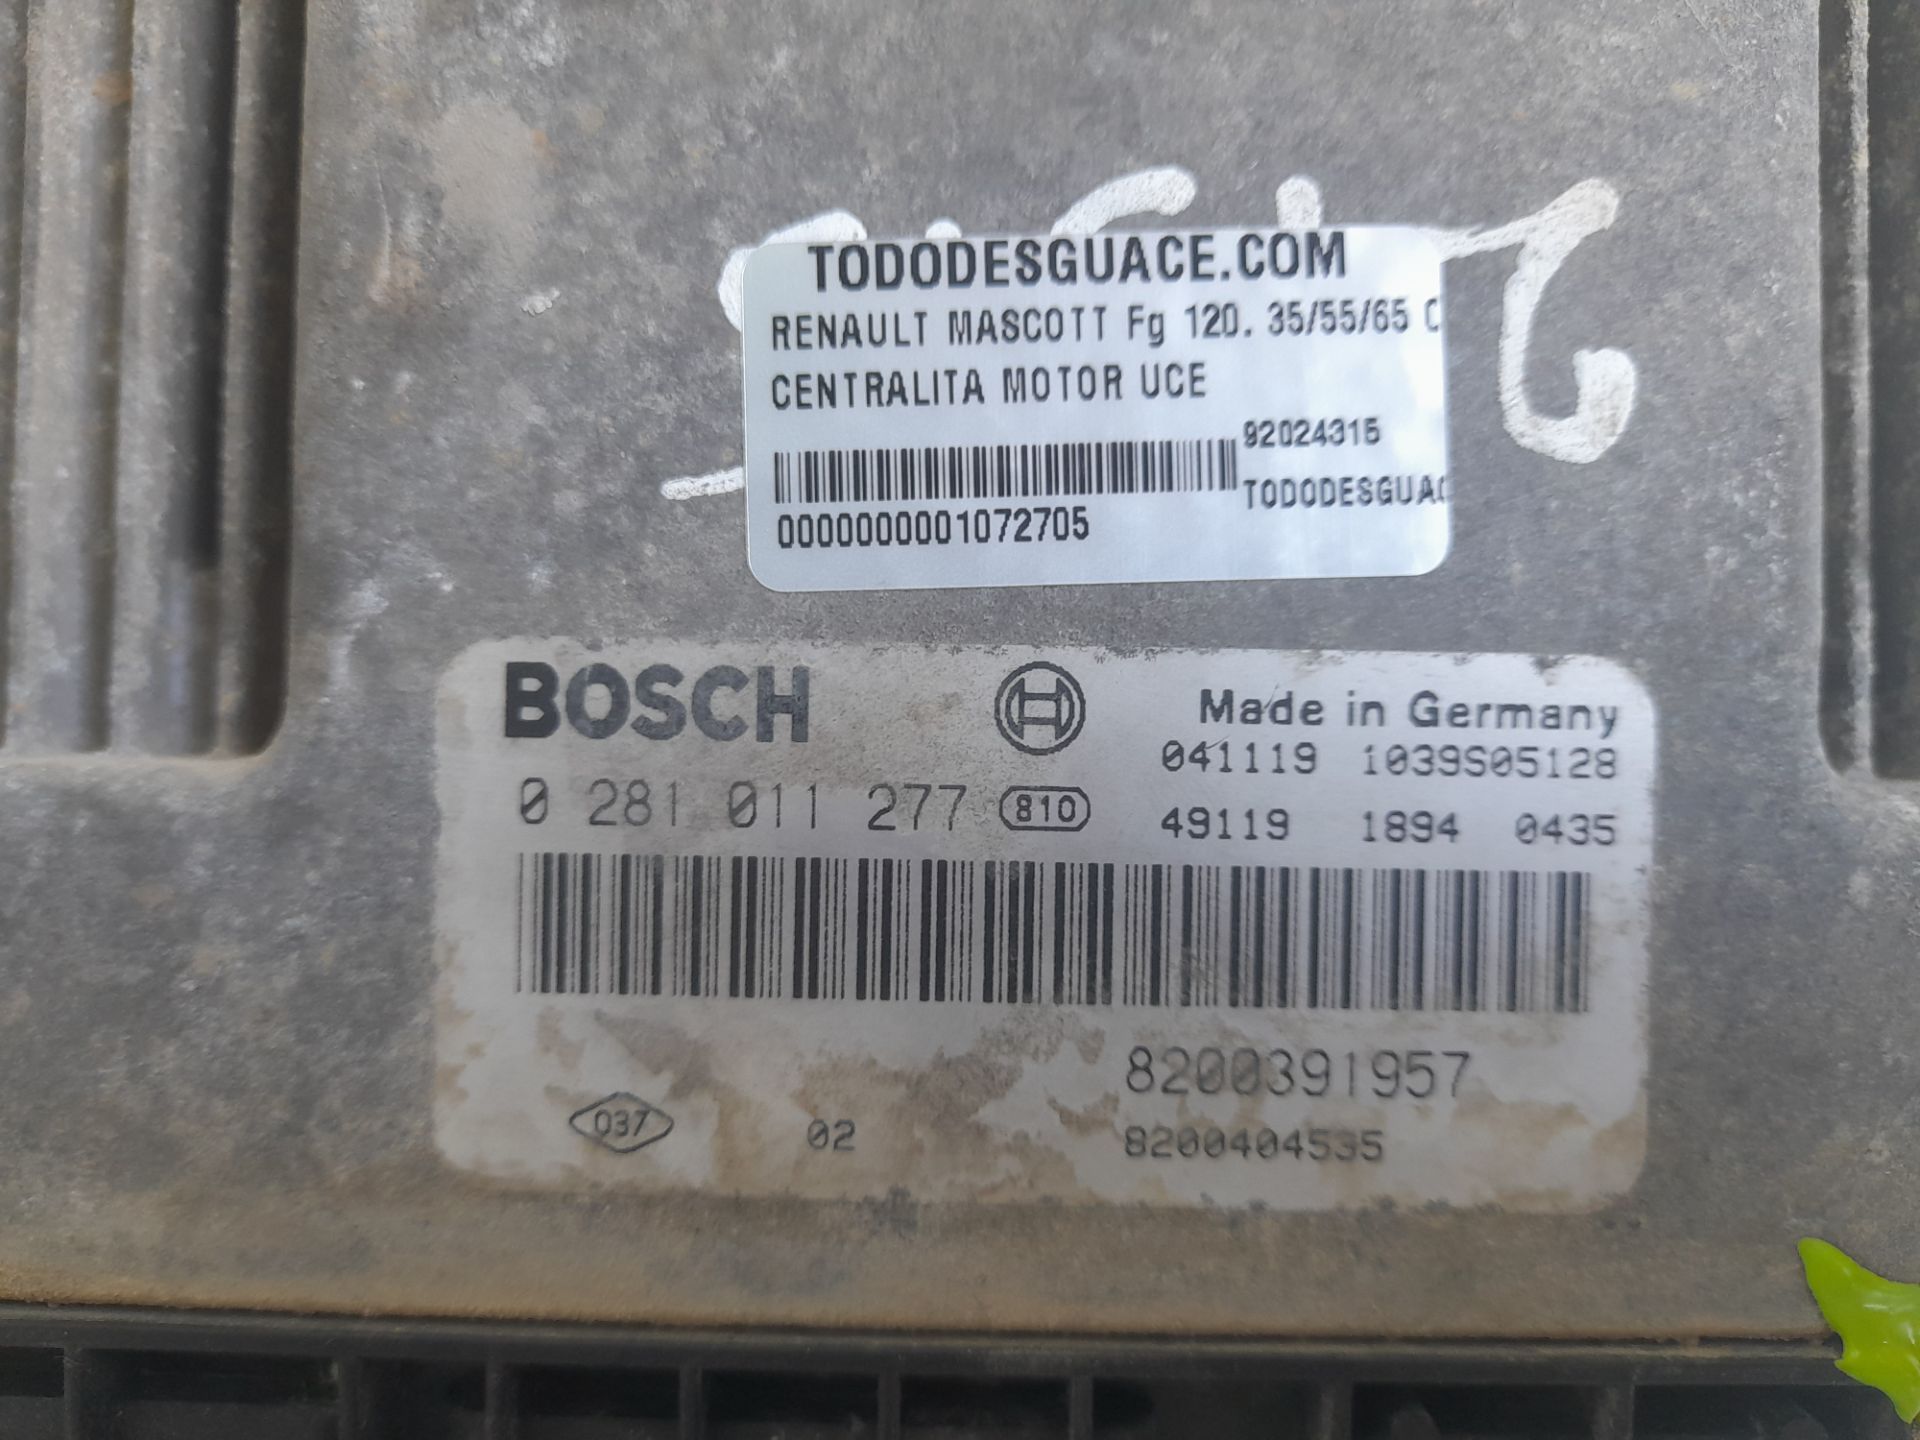 TODODESGUACE.COM
RENAULT MASCOTT Fg 120. 35/55/65 C
CENTRALITA MOTOR UCE
92024315
TODODESGUAC
0000000001072705
BOSCH
Made in Germany
041119 1039S05128
0 281 011 277 810
49119 1894 0435
8200391957
037 02
8200404535